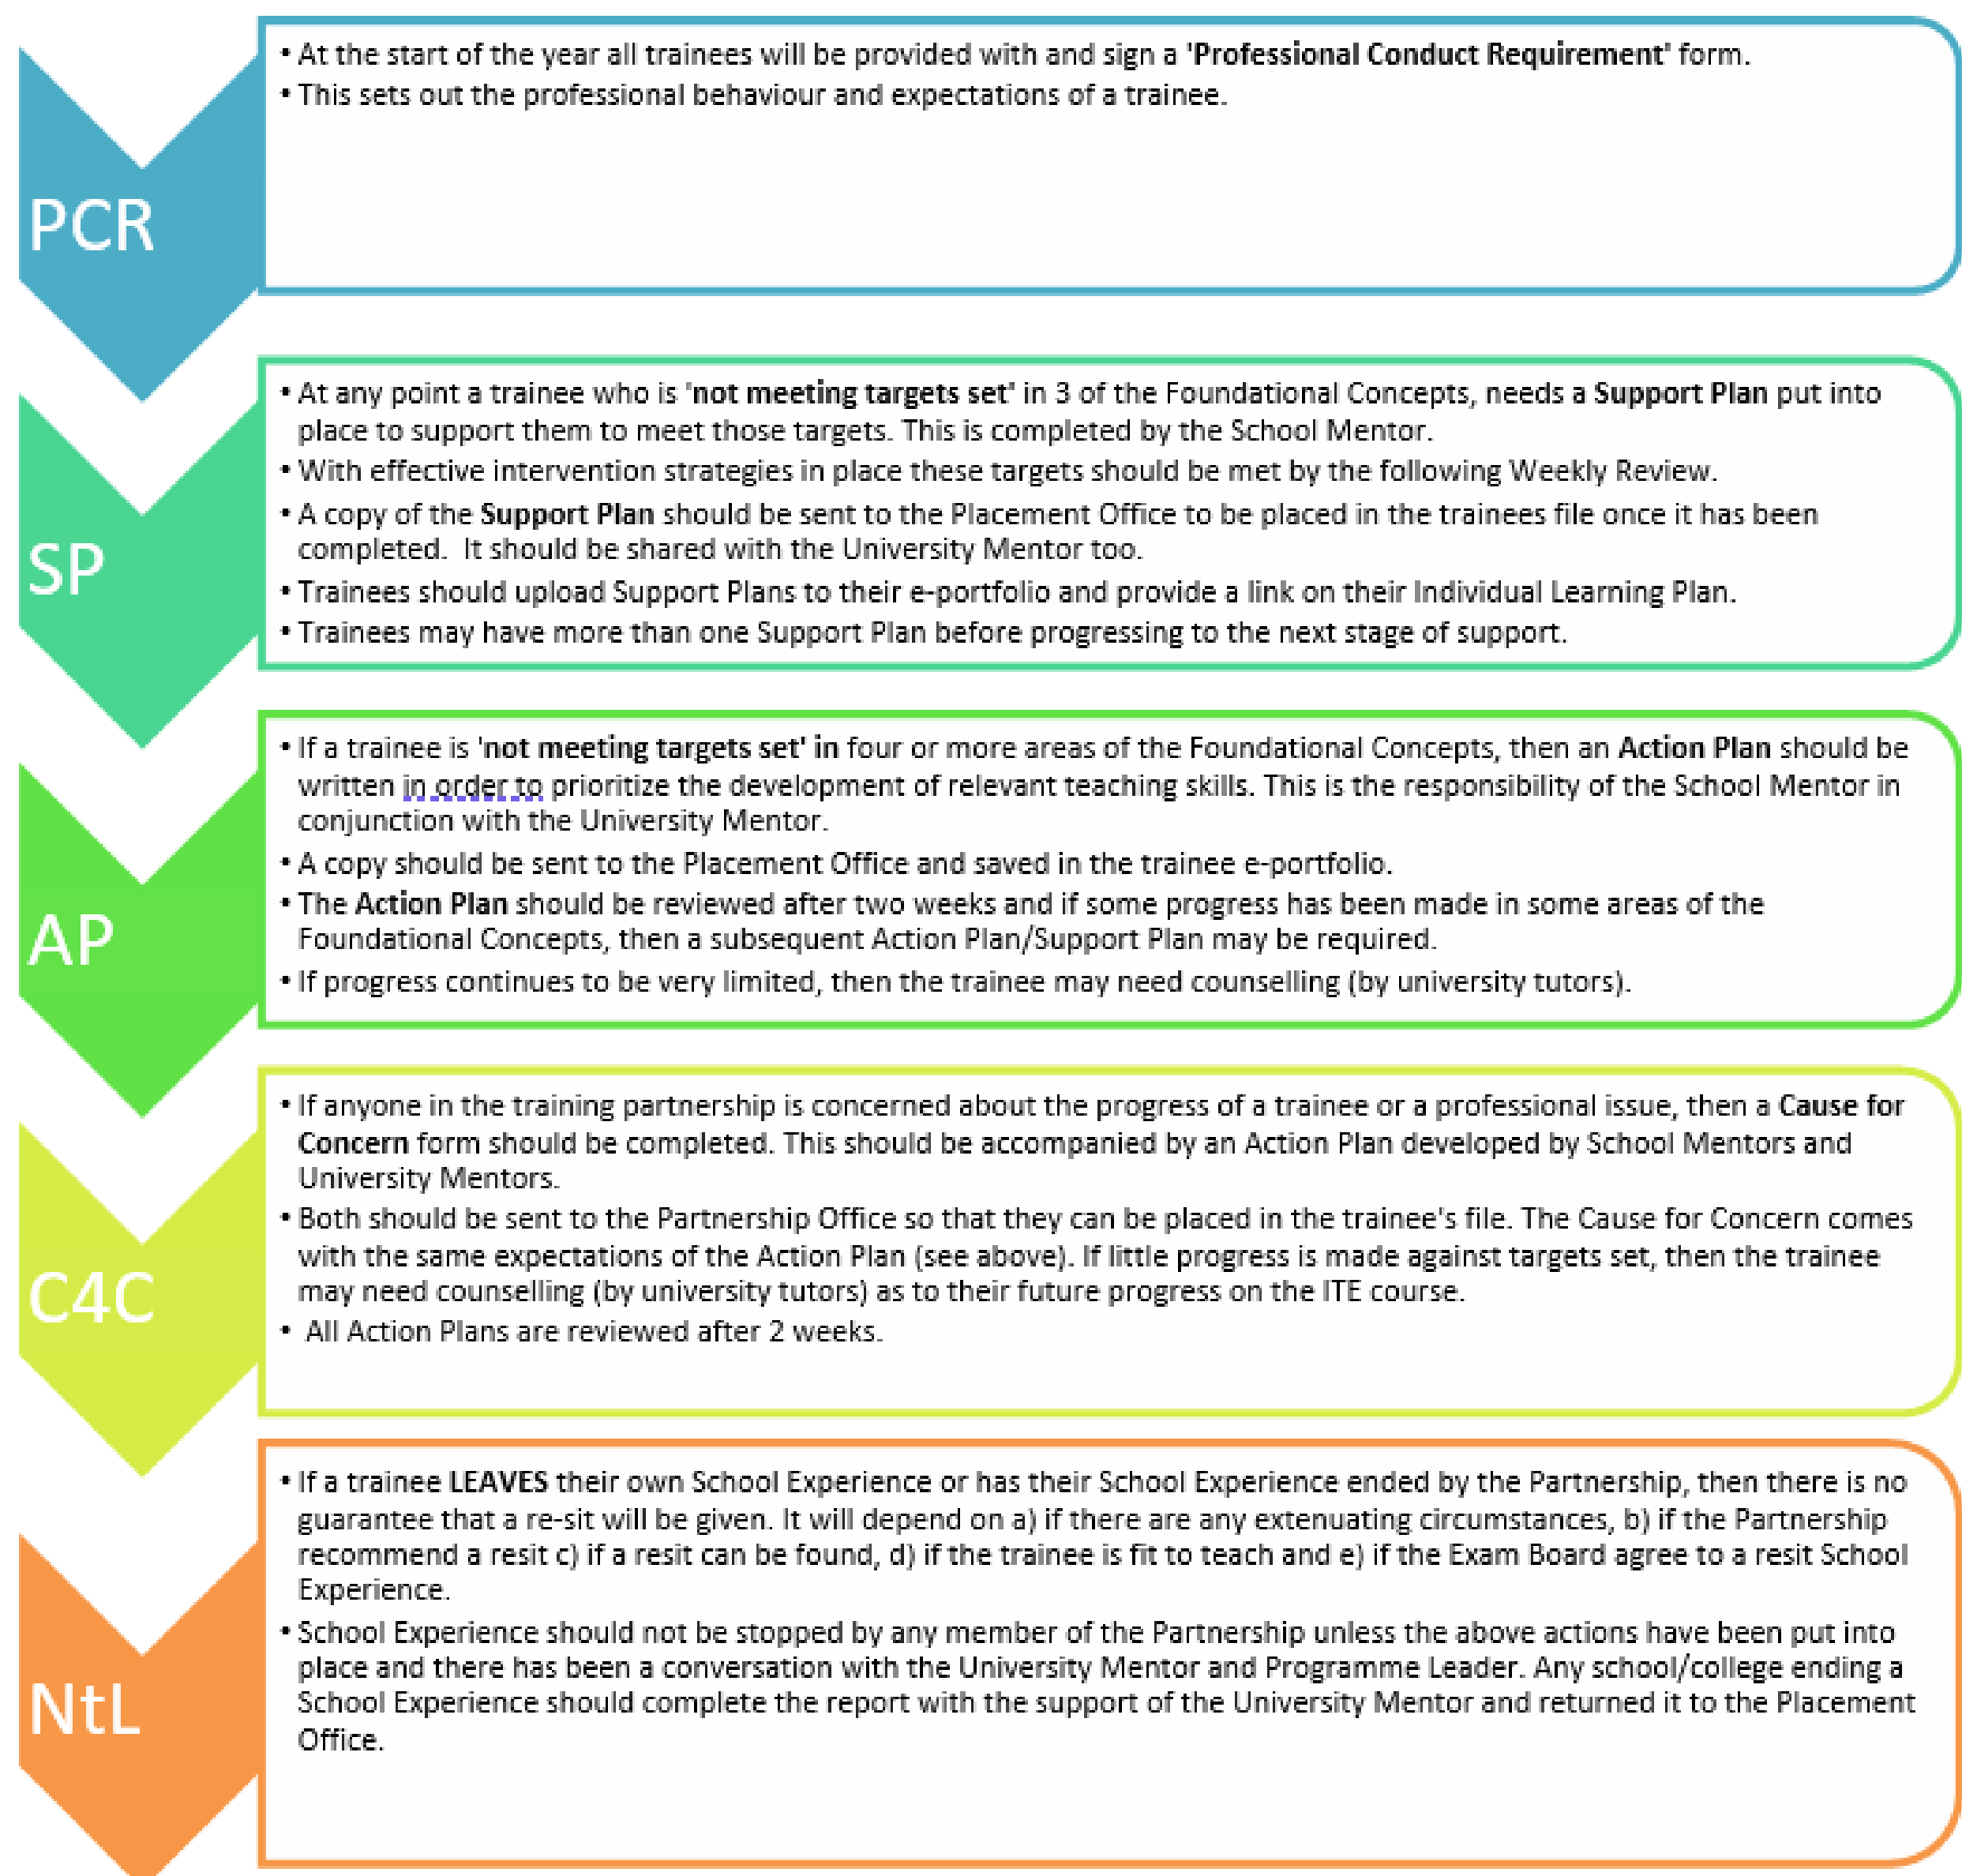 • At the start of the year all trainees will be provided with and sign a 'Professional Conduct Requirement' form.
• This sets out the professional behaviour and expectations of a trainee.
PCR
• At any point a trainee who is 'not meeting targets set' in 3 of the Foundational Concepts, needs a Support Plan put into
place to support them to meet those targets. This is completed by the School Mentor.
• With effective intervention strategies in place these targets should be met by the following Weekly Review.
• A copy of the Support Plan should be sent to the Placement Office to be placed in the trainees file once it has been
completed.  It should be shared with the University Mentor too.
• Trainees should upload Support Plans to their e-portfolio and provide a link on their Individual Learning Plan.
• Trainees may have more than one Support Plan before progressing to the next stage of support.
SP
• If a trainee is 'not meeting targets set' in four or more areas of the Foundational Concepts, then an Action Plan should be
written in order to prioritize the development of relevant teaching skills. This is the responsibility of the School Mentor in
conjunction with the University Mentor.
• A copy should be sent to the Placement Office and saved in the trainee e-portfolio.
• The Action Plan should be reviewed after two weeks and if some progress has been made in some areas of the
Foundational Concepts, then a subsequent Action Plan/Support Plan may be required.
• If progress continues to be very limited, then the trainee may need counselling (by university tutors).
AP
• If anyone in the training partnership is concerned about the progress of a trainee or a professional issue, then a Cause for
Concern form should be completed. This should be accompanied by an Action Plan developed by School Mentors and
University Mentors.
• Both should be sent to the Partnership Office so that they can be placed in the trainee's file. The Cause for Concern comes
with the same expectations of the Action Plan (see above). If little progress is made against targets set, then the trainee
may need counselling (by university tutors) as to their future progress on the ITE course.
• All Action Plans are reviewed after 2 weeks.
C4C
• If a trainee LEAVES their own School Experience or has their School Experience ended by the Partnership, then there is no
guarantee that a re-sit will be given. It will depend on a) if there are any extenuating circumstances, b) if the Partnership
recommend a resit c) if a resit can be found, d) if the trainee is fit to teach and e) if the Exam Board agree to a resit School
Experience.
• School Experience should not be stopped by any member of the Partnership unless the above actions have been put into
place and there has been a conversation with the University Mentor and Programme Leader. Any school/college ending a
School Experience should complete the report with the support of the University Mentor and returned it to the Placement
Office.
NtL